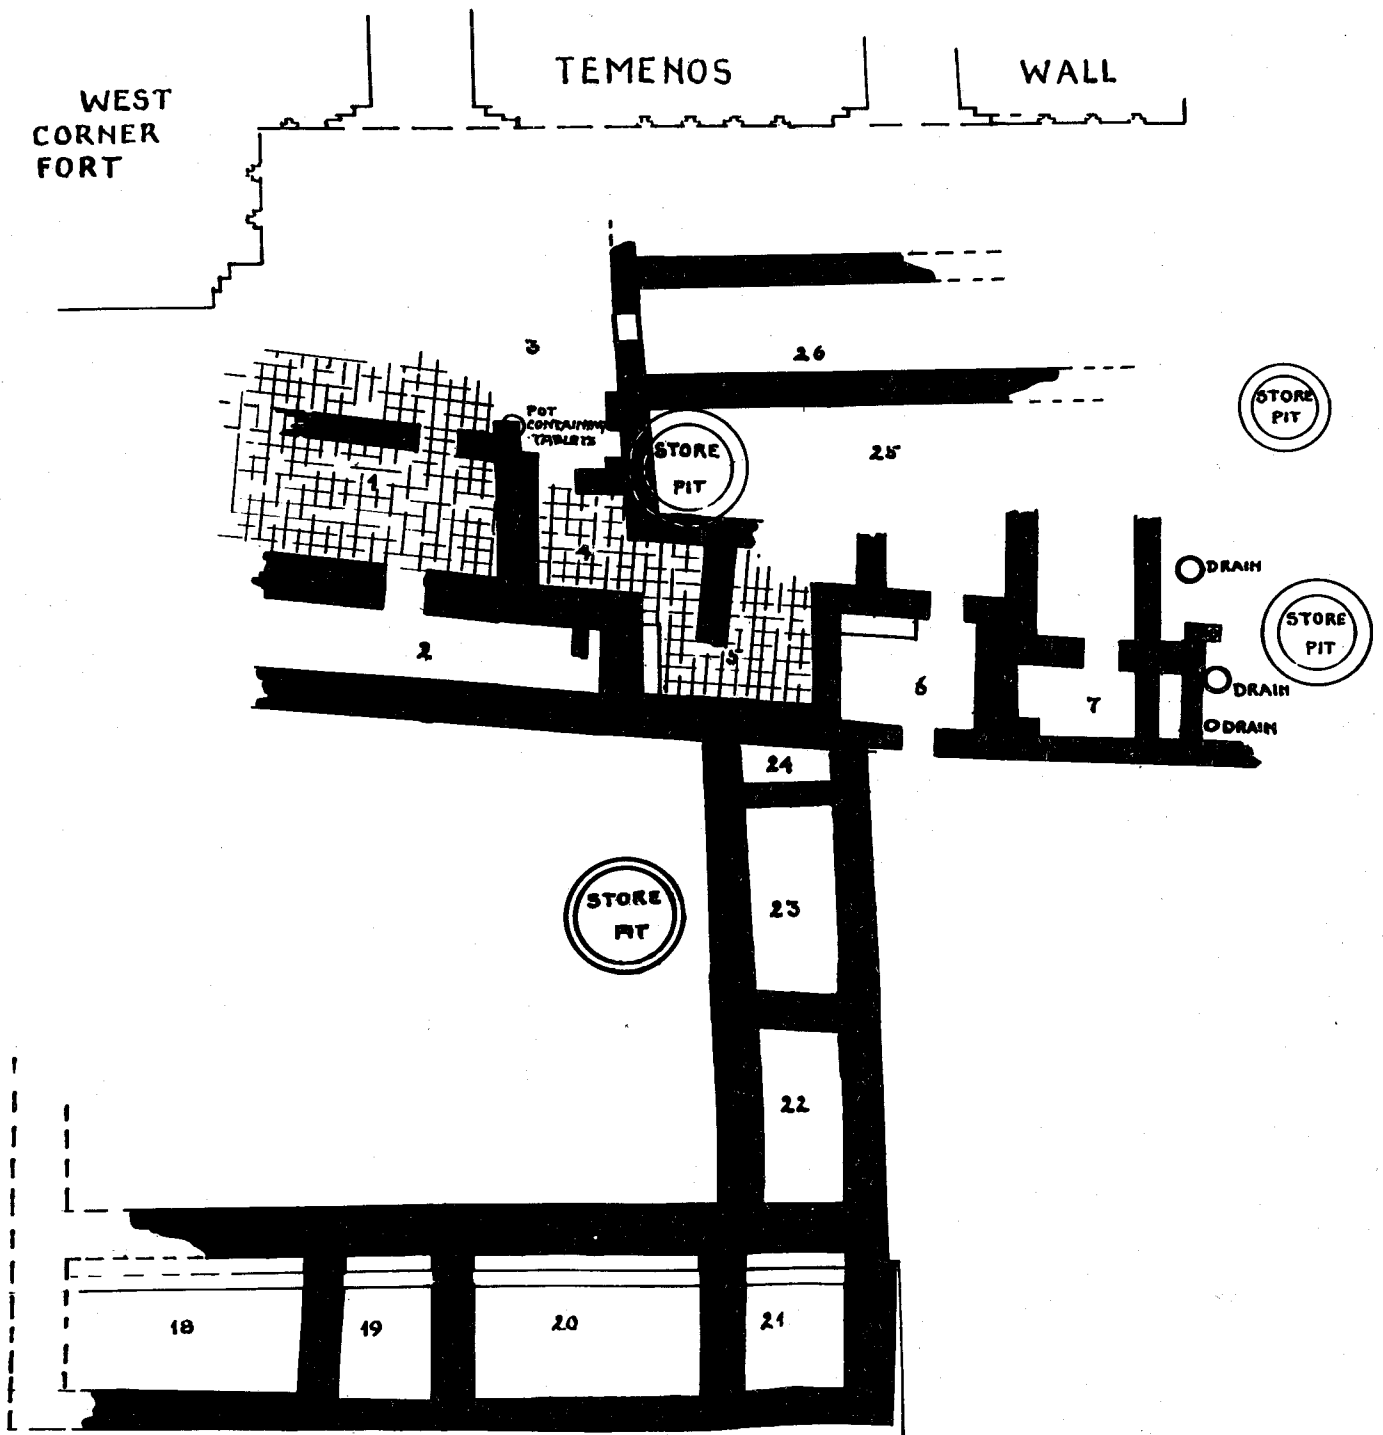 TEMENOS WALL
WEST
CORNER
FORT
3
26
STORE
PIT
POT
CONTAINING
TABLETS
STORE
PIT
25
1
4
DRAIN
STORE
PIT
2
5
6
7
DRAIN
DRAIN
24
STORE
PIT
23
22
18
19
20
21